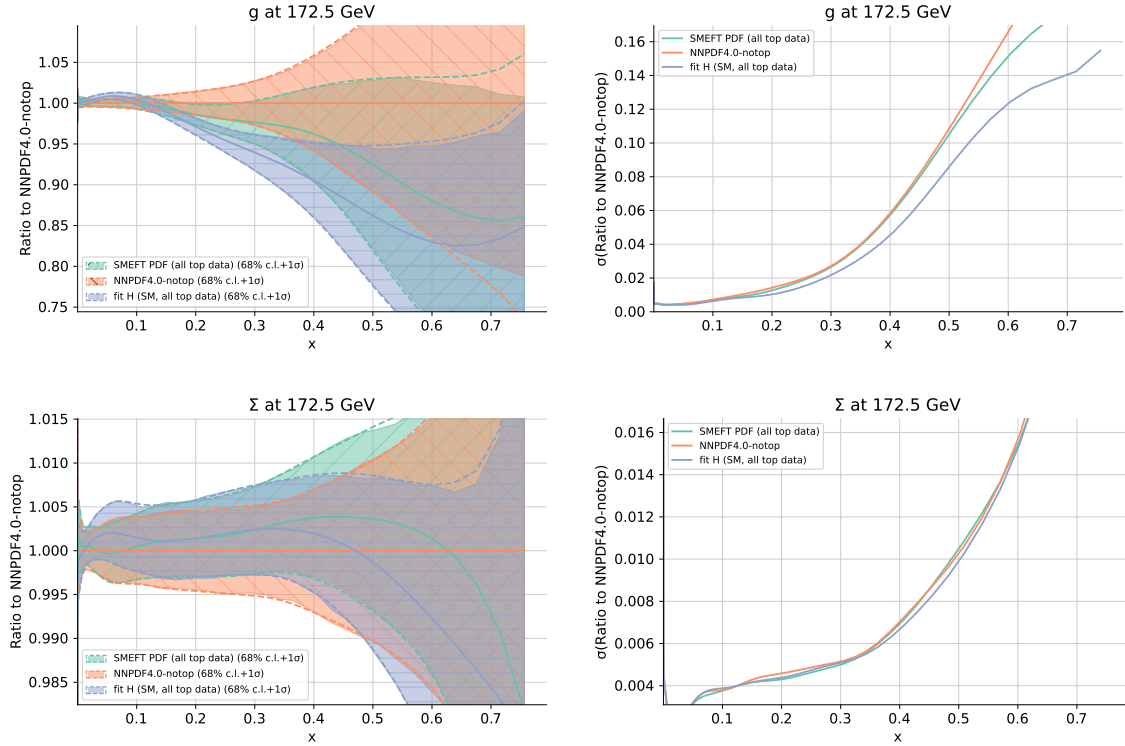 g at 172.5 GeV
Ratio to NNPDF4.0-notop
1.05
1.00
0.95
0.90
0.85
0.80
0.75
SMEFT PDF (all top data) (68% c.l.+1σ)
NNPDF4.0-notop (68% c.l.+1σ)
fit H (SM, all top data) (68% c.l.+1σ)
0.1 0.2 0.3 0.4 0.5 0.6 0.7
x
g at 172.5 GeV
σ(Ratio to NNPDF4.0-notop)
0.16
0.14
0.12
0.10
0.08
0.06
0.04
0.02
0.00
SMEFT PDF (all top data)
NNPDF4.0-notop
fit H (SM, all top data)
0.1 0.2 0.3 0.4 0.5 0.6 0.7
x
Σ at 172.5 GeV
Ratio to NNPDF4.0-notop
1.015
1.010
1.005
1.000
0.995
0.990
0.985
SMEFT PDF (all top data) (68% c.l.+1σ)
NNPDF4.0-notop (68% c.l.+1σ)
fit H (SM, all top data) (68% c.l.+1σ)
0.1 0.2 0.3 0.4 0.5 0.6 0.7
x
Σ at 172.5 GeV
σ(Ratio to NNPDF4.0-notop)
0.016
0.014
0.012
0.010
0.008
0.006
0.004
SMEFT PDF (all top data)
NNPDF4.0-notop
fit H (SM, all top data)
0.1 0.2 0.3 0.4 0.5 0.6 0.7
x